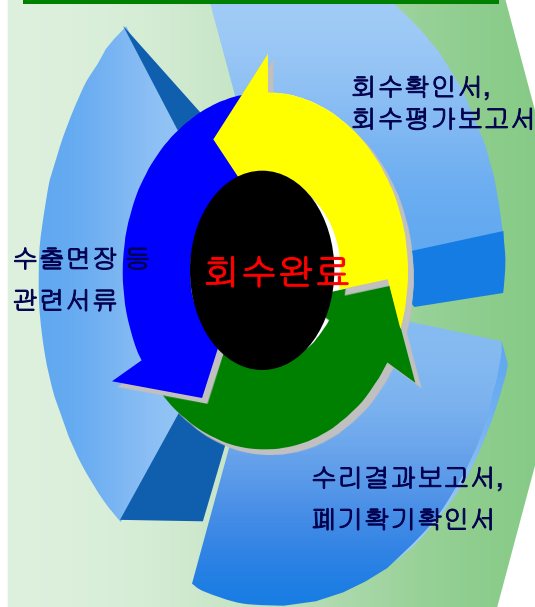 회수확인서,
회수평가보고서
수출면장 등
관련서류
회수완료
수리결과보고서,
폐기확기확인서